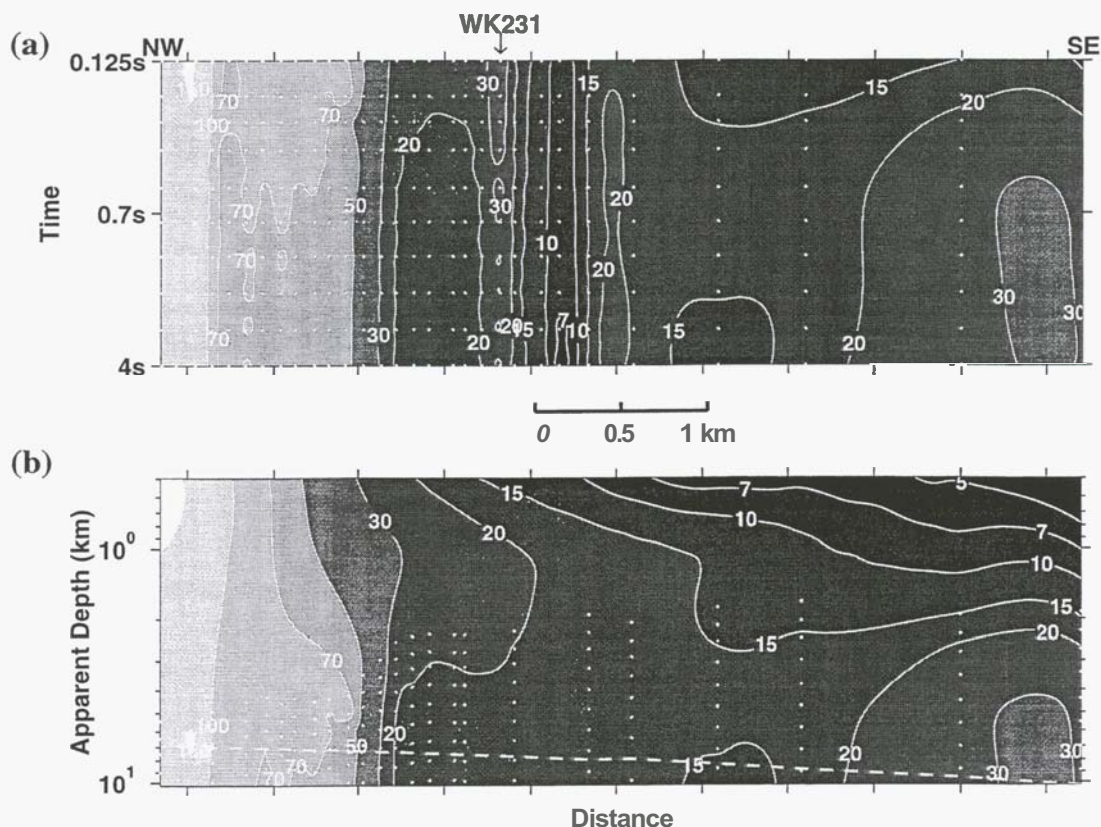 WK231
(a) NW SE
0.125s
30 15
150 70 70 15
100 20 20
70 30 50 20
0.7s
Time
10
70 20
70 30 20 15 7 10 15 20 30 30
4s
0 0.5 1 km
(b)
15 7 5
30 10 7
20 10
10⁰
15
15 20
70
Apparent Depth (km)
100 20
50 20
70 70 15 30 30
10¹
Distance